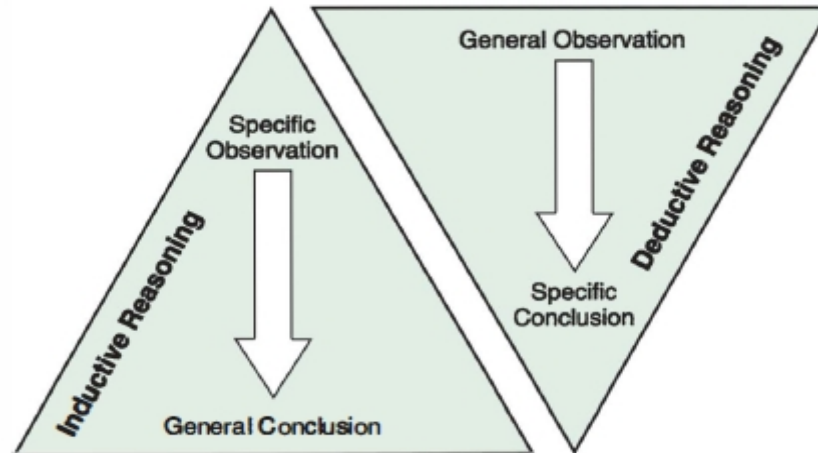 Specific
Observation
Inductive Reasoning
General Conclusion
General Observation
Deductive Reasoning
Specific
Conclusion